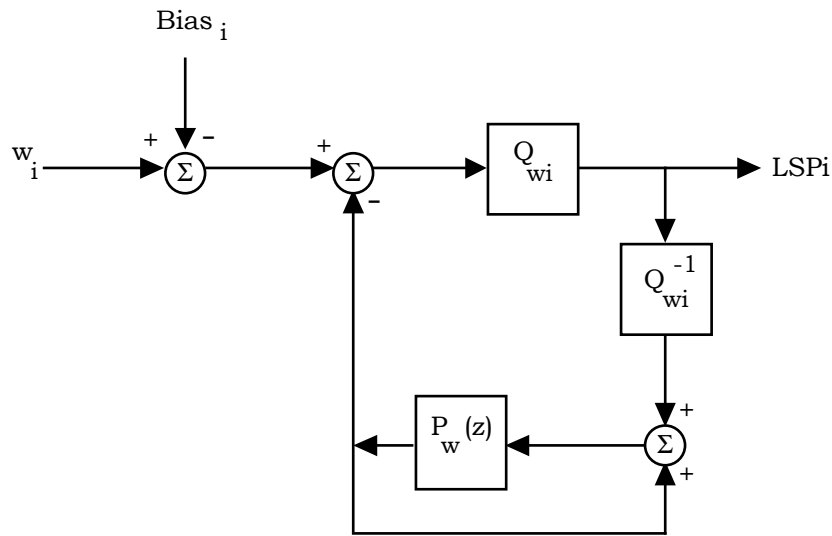 Bias i
+ −
w i Σ
+ −
Σ
Q wi
LSPi
Q wi -1
P w (z)
+
Σ
+